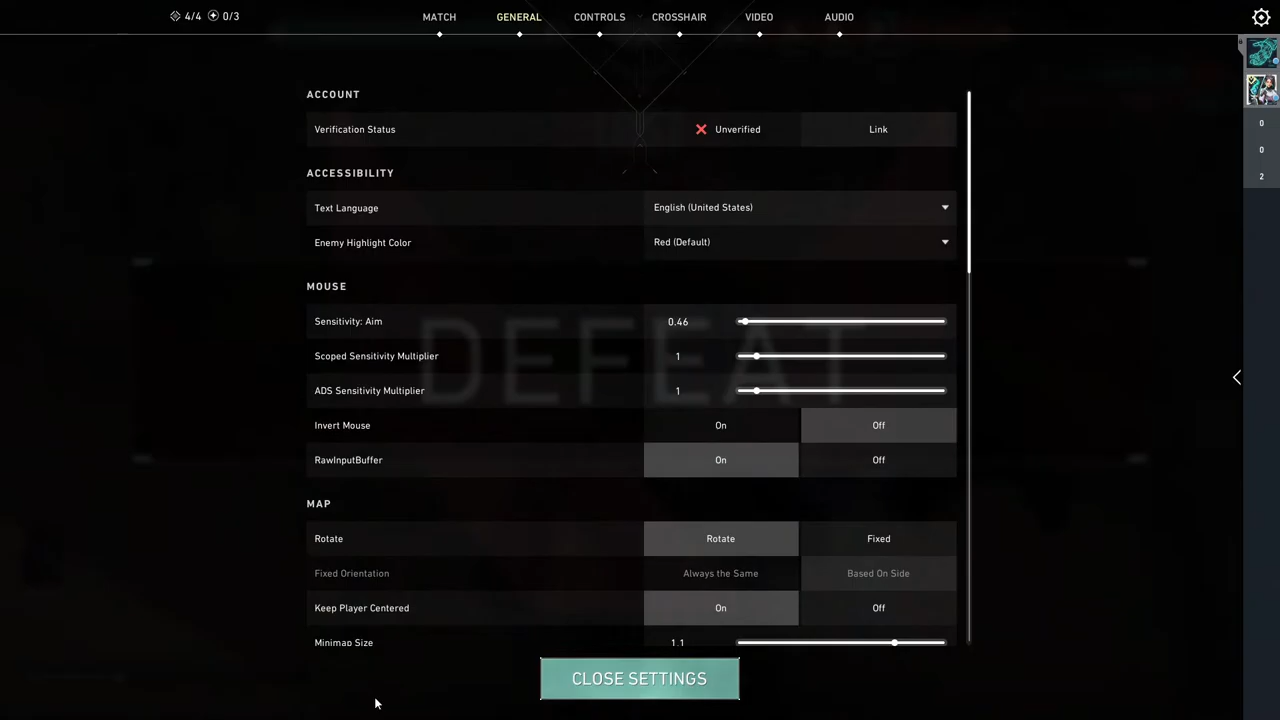 4/4 0/3
MATCH GENERAL CONTROLS CROSSHAIR VIDEO AUDIO
ACCOUNT
Verification Status Unverified Link
ACCESSIBILITY
Text Language English (United States)
Enemy Highlight Color Red (Default)
MOUSE
Sensitivity: Aim 0.46
DEFEAT
Scoped Sensitivity Multiplier 1
ADS Sensitivity Multiplier 1
Invert Mouse On Off
RawInputBuffer On Off
MAP
Rotate Rotate Fixed
Fixed Orientation Always the Same Based On Side
Keep Player Centered On Off
Minimap Size 1.1
CLOSE SETTINGS
0
0
2